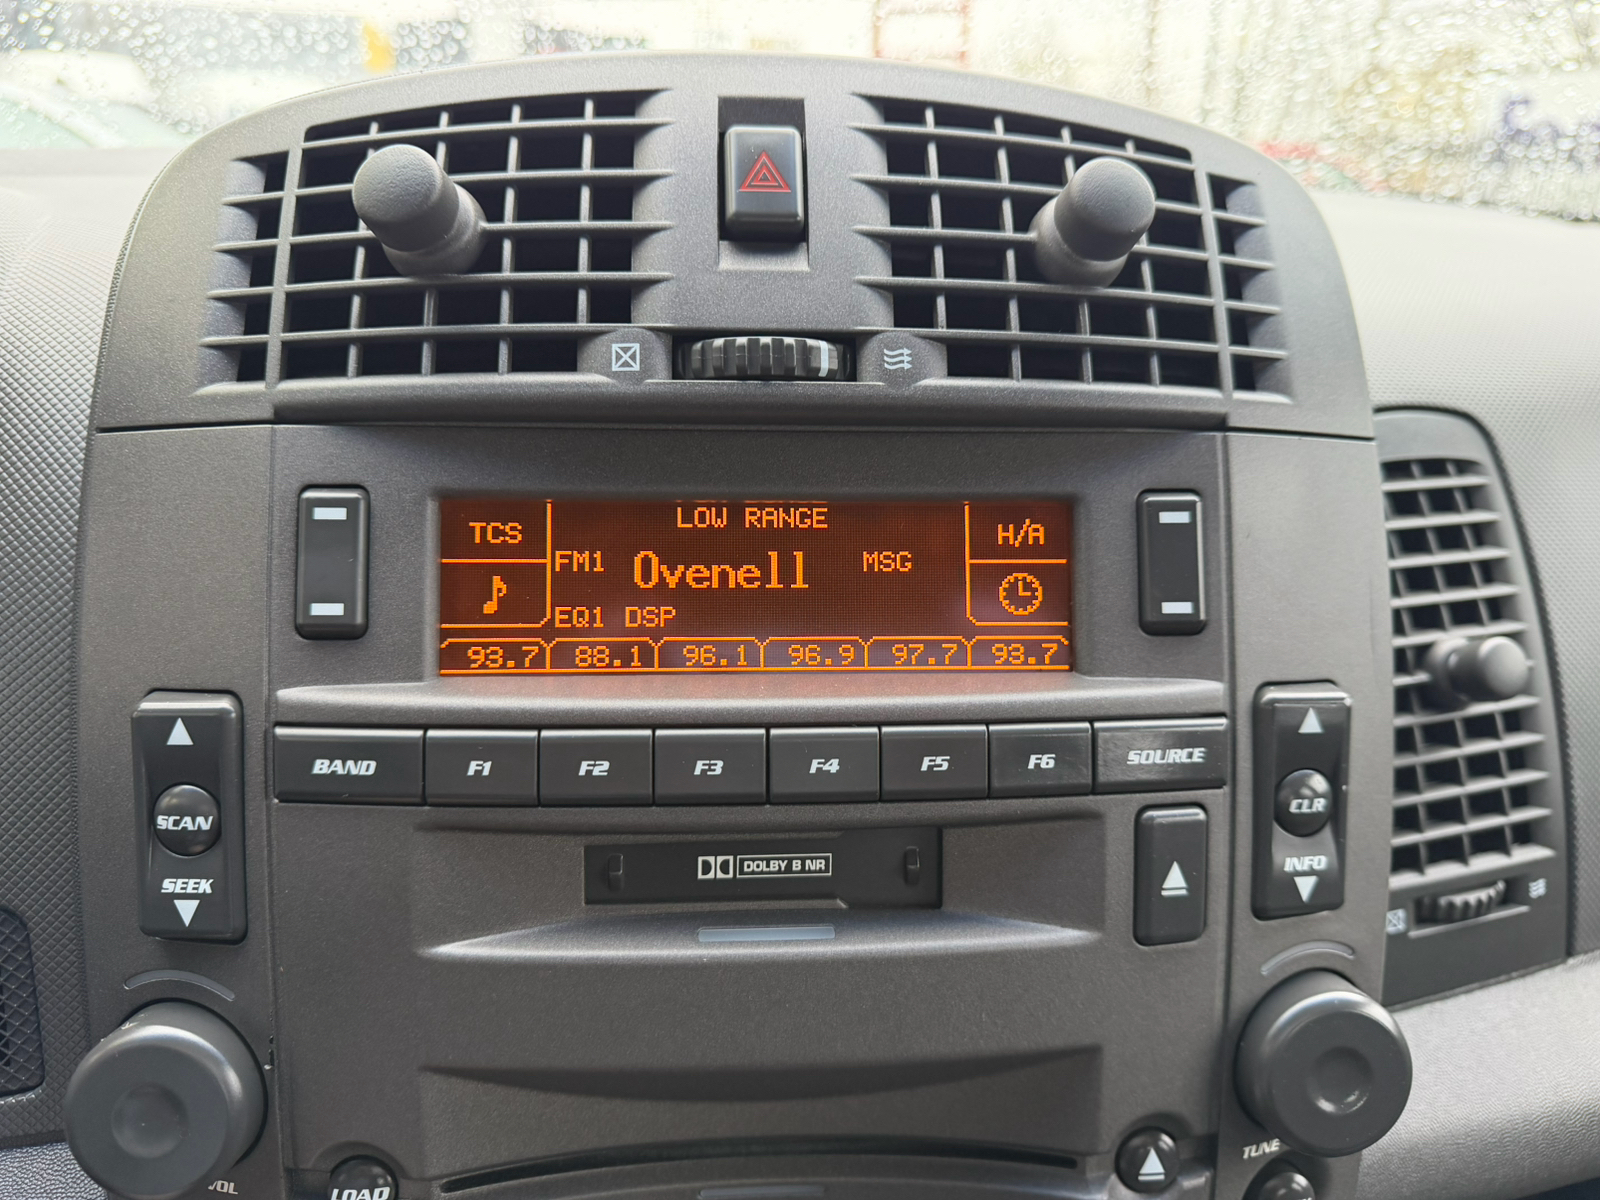 LOW RANGE
TCS
H/A
FM1
Ovenell
MSG
EQ1 DSP
93.7 88.1 96.1 96.9 97.7 93.7
BAND F1 F2 F3 F4 F5 F6 SOURCE
SCAN
SEEK
CLR
INFO
DOLBY B NR
TUNE
VOL
LOAD